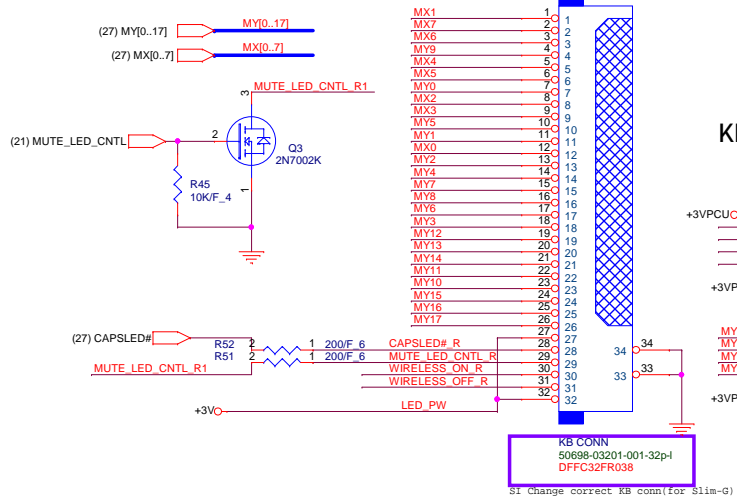 (27) MY[0..17]
MY[0..17]
(27) MX[0..7]
MX[0..7]
3
MUTE_LED_CNTL_R1
(21) MUTE_LED_CNTL
2
Q3
2N7002K
R45
10K/F_4
1
MX1 1 1
MX7 2 2
MX6 3 3
MY9 4 4
MX4 5 5
MX5 6 6
MY0 7 7
MX2 8 8
MX3 9 9
MY5 10 10
MY1 11 11
MX0 12 12
MY2 13 13
MY4 14 14
MY7 15 15
MY8 16 16
MY6 17 17
MY3 18 18
MY12 19 19
MY13 20 20
MY14 21 21
MY11 22 22
MY10 23 23
MY15 24 24
MY16 25 25
MY17 26 26
27 27
(27) CAPSLED#
R52 2 1 200/F_6 CAPSLED#_R 28 28
R51 2 1 200/F_6 MUTE_LED_CNTL_R 29 29
MUTE_LED_CNTL_R1
WIRELESS_ON_R 30 30
WIRELESS_OFF_R 31 31
32 32
+3V
LED_PW
34 34
33 33
KB CONN
50698-03201-001-32p-l
DFFC32FR038
SI Change correct KB conn(for Slim-G)
+3VPCU
+3VP
MY
MY
MY
MY
+3VP